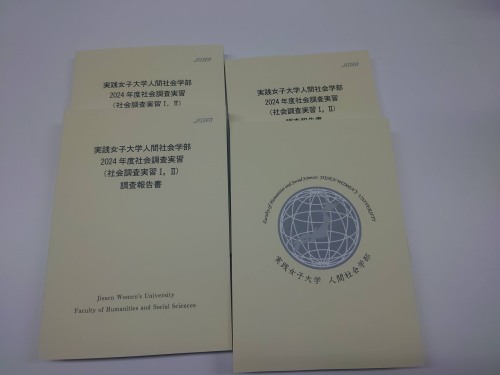 実践女子大学人間社会学部
2024年度社会調査実習
(社会調査実習Ⅰ, Ⅱ)
実践女子大学人間社会学部
2024年度社会調査実習
(社会調査実習Ⅰ, Ⅱ)
調査報告書
実践女子大学人間社会学部
2024年度社会調査実習
(社会調査実習Ⅰ, Ⅱ)
調査報告書
Jissen Women's University
Faculty of Humanities and Social Sciences
Faculty of Humanities and Social Sciences JISSEN WOMEN'S UNIVERSITY
実践女子大学 人間社会学部